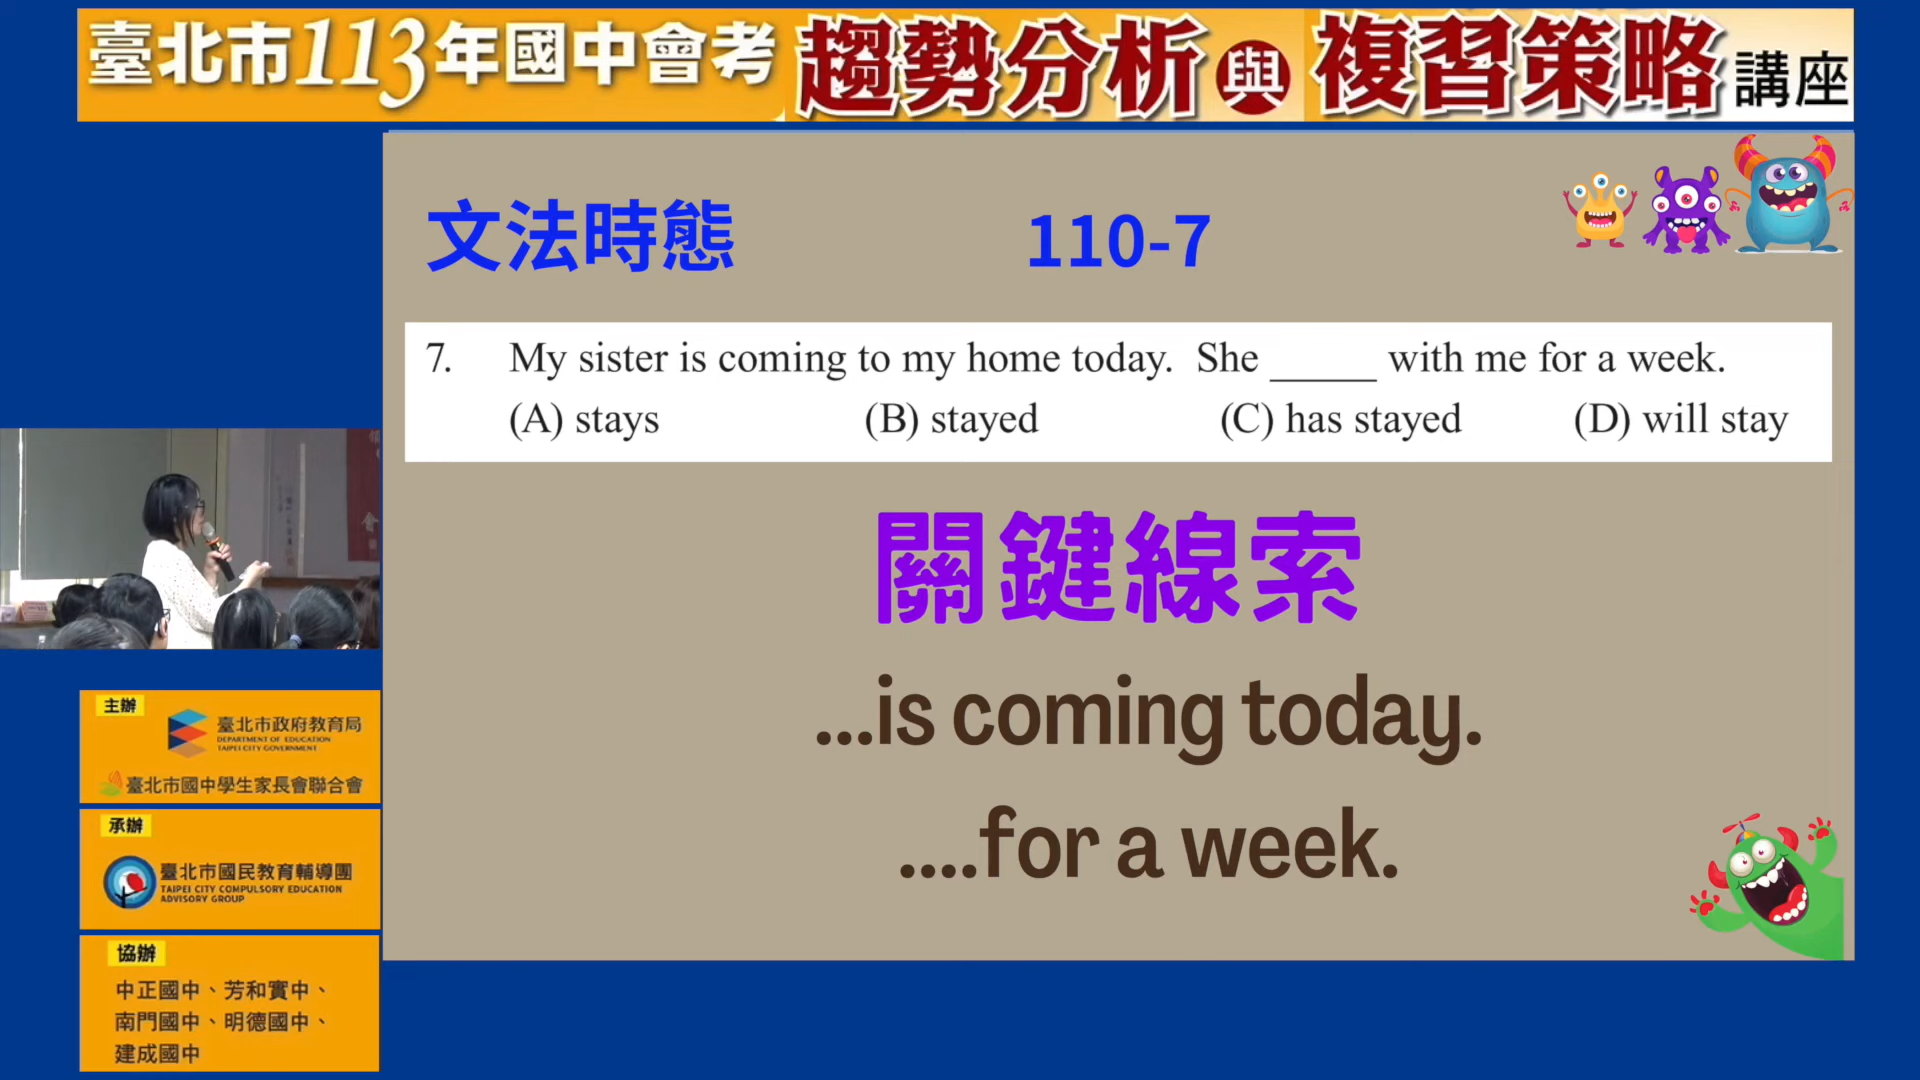 臺北市113年國中會考 趨勢分析與複習策略講座
文法時態 110-7
7. My sister is coming to my home today. She _____ with me for a week.
(A) stays (B) stayed (C) has stayed (D) will stay
關鍵線索
...is coming today.
....for a week.
主辦
臺北市政府教育局
DEPARTMENT OF EDUCATION
TAIPEI CITY GOVERNMENT
臺北市國中學生家長會聯合會
承辦
臺北市國民教育輔導團
TAIPEI CITY COMPULSORY EDUCATION
ADVISORY GROUP
協辦
中正國中、芳和實中、
南門國中、明德國中、
建成國中